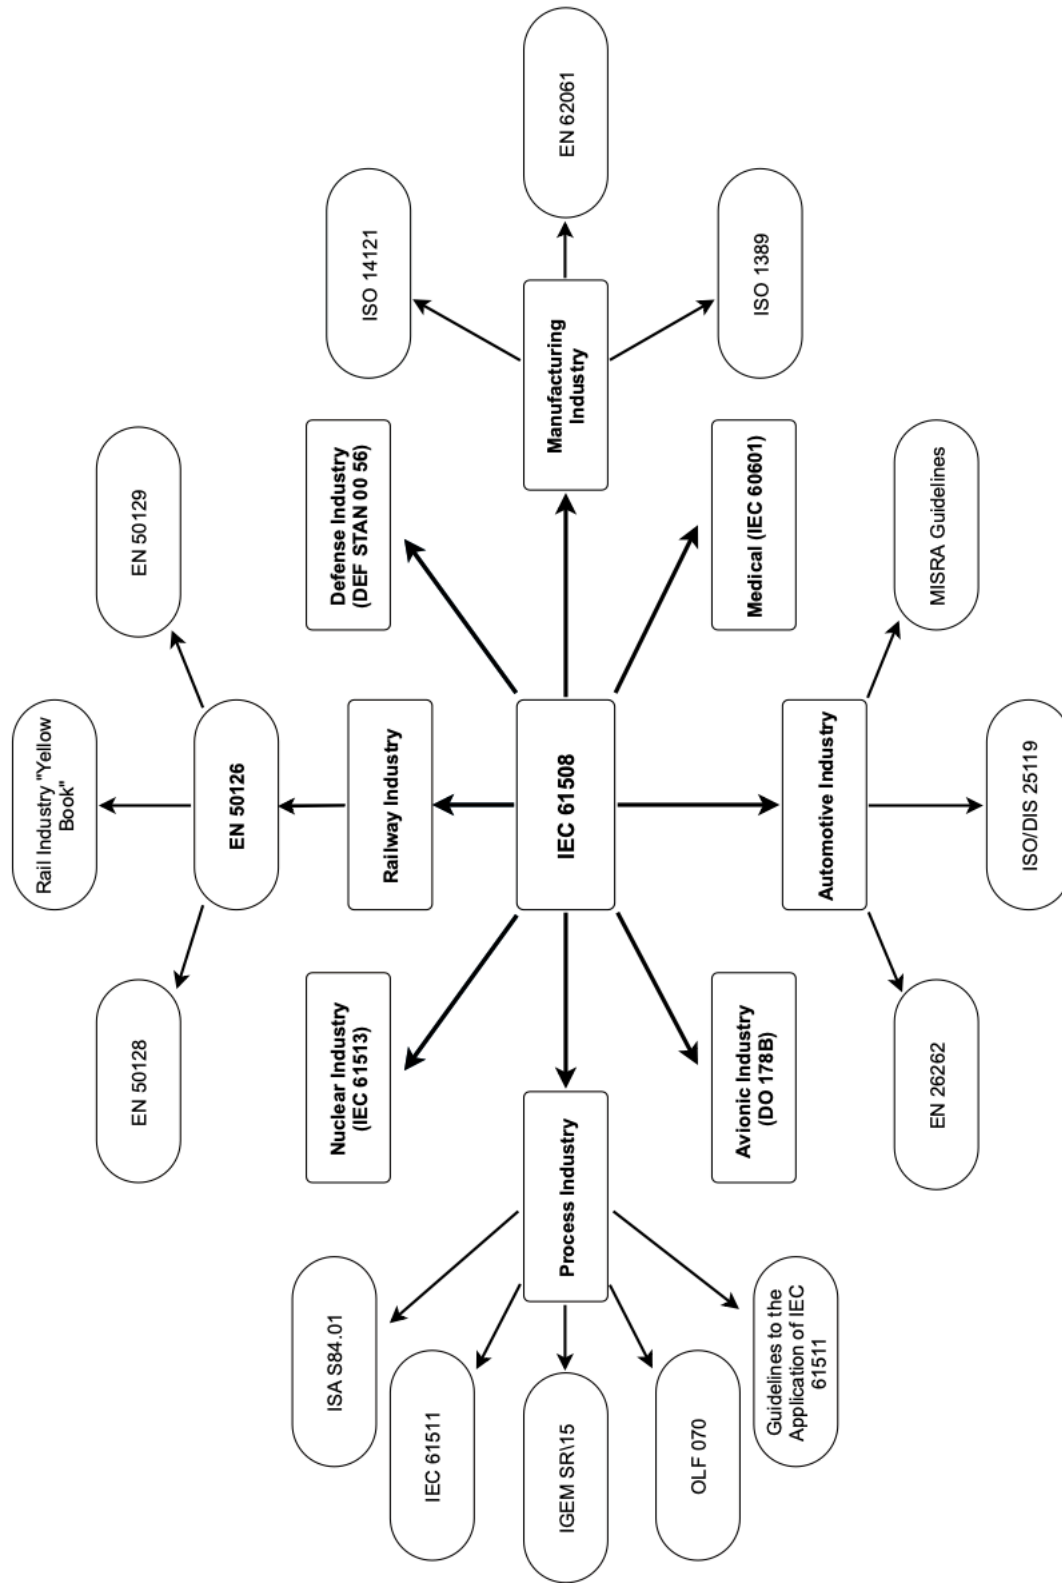 Rail Industry "Yellow
Book"
EN 50128
EN 50129
EN 50126
ISA S84.01
Nuclear Industry
(IEC 61513)
Railway Industry
Defense Industry
(DEF STAN 00 56)
ISO 14121
IEC 61511
IGEM SR\15
Process Industry
IEC 61508
Manufacturing
Industry
EN 62061
OLF 070
Guidelines to the
Application of IEC
61511
Avionic Industry
(DO 178B)
Medical (IEC 60601)
ISO 1389
Automotive Industry
EN 26262
MISRA Guidelines
ISO/DIS 25119